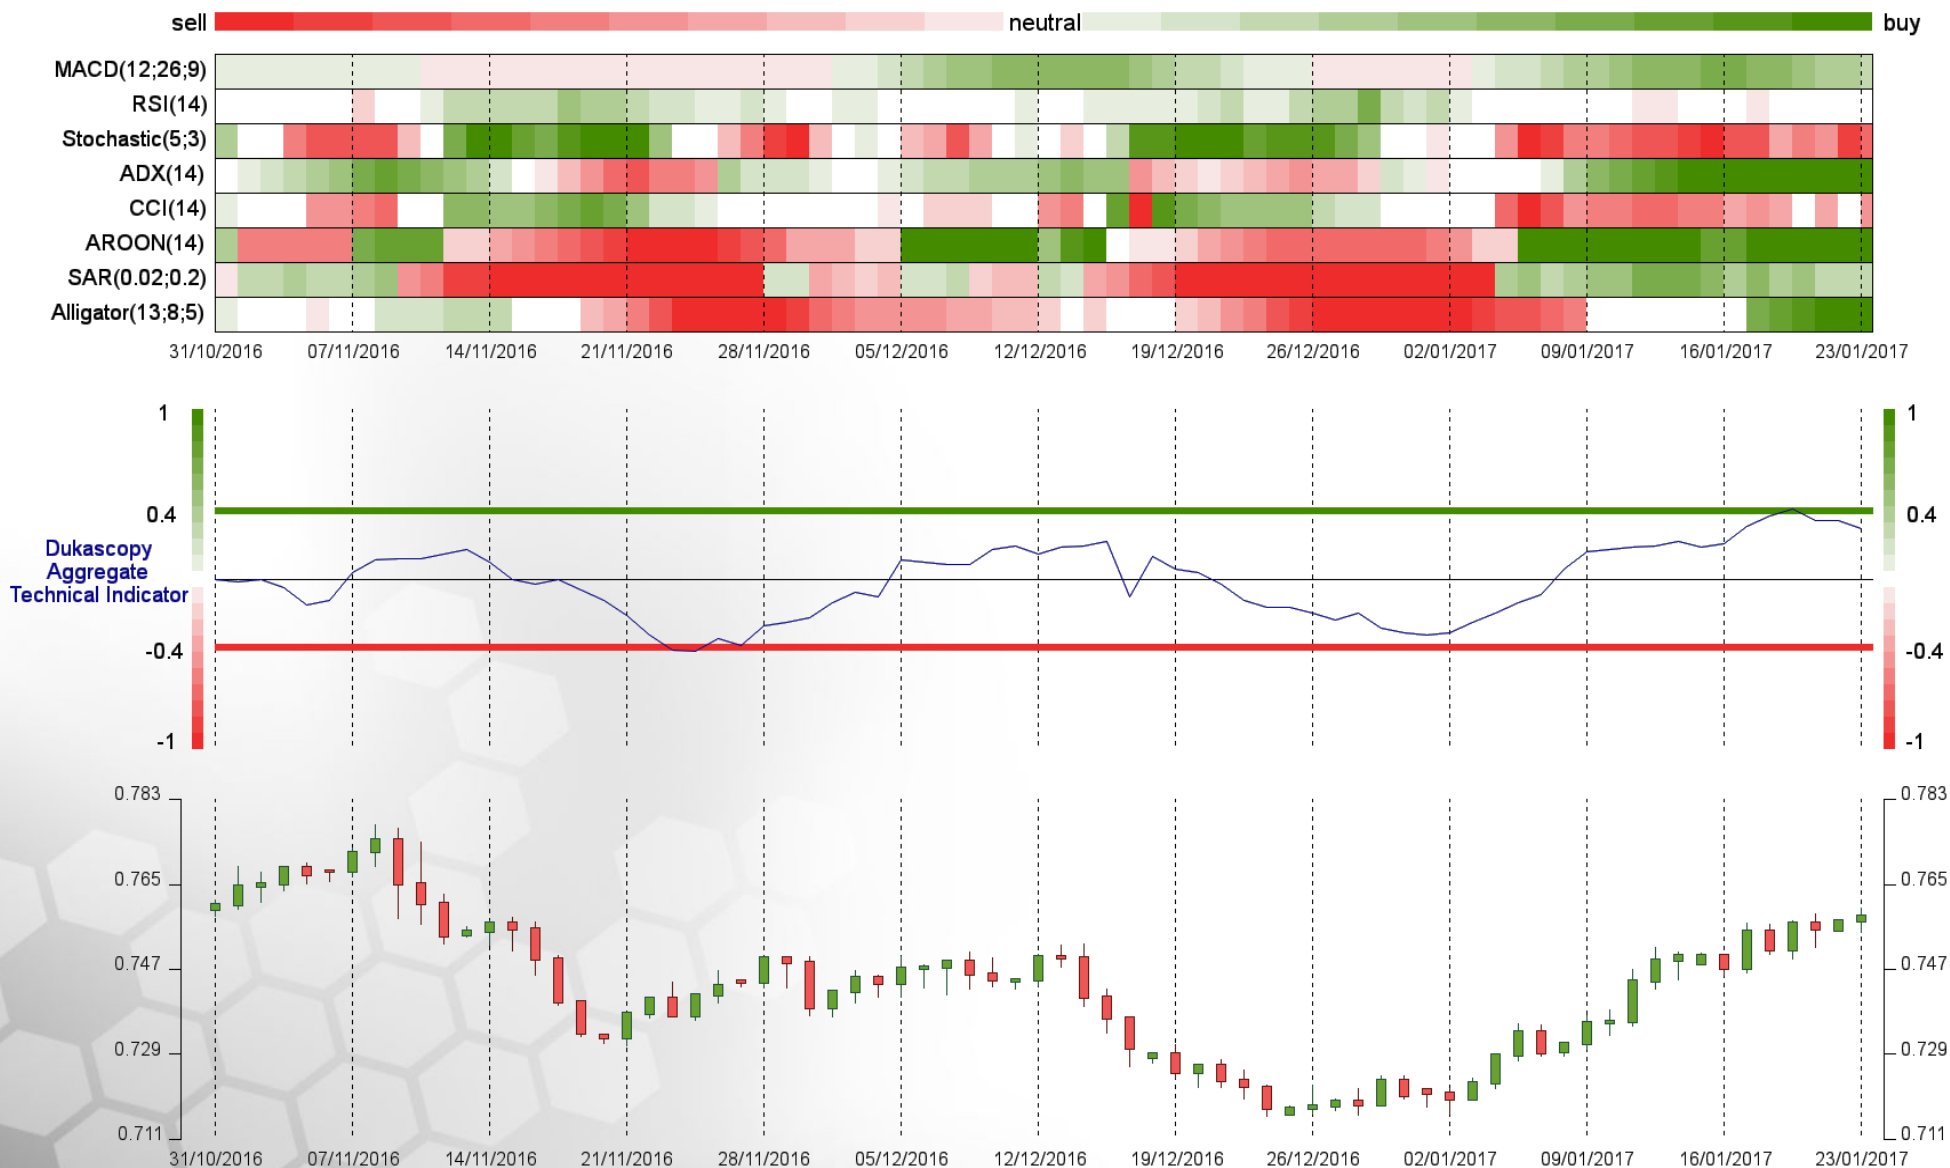 sell neutral buy
MACD(12;26;9)
RSI(14)
Stochastic(5;3)
ADX(14)
CCI(14)
AROON(14)
SAR(0.02;0.2)
Alligator(13;8;5)
31/10/2016 07/11/2016 14/11/2016 21/11/2016 28/11/2016 05/12/2016 12/12/2016 19/12/2016 26/12/2016 02/01/2017 09/01/2017 16/01/2017 23/01/2017
1 1
0.4 0.4
Dukascopy
Aggregate
Technical Indicator
-0.4 -0.4
-1 -1
0.783 0.783
0.765 0.765
0.747 0.747
0.729 0.729
0.711 0.711
31/10/2016 07/11/2016 14/11/2016 21/11/2016 28/11/2016 05/12/2016 12/12/2016 19/12/2016 26/12/2016 02/01/2017 09/01/2017 16/01/2017 23/01/2017